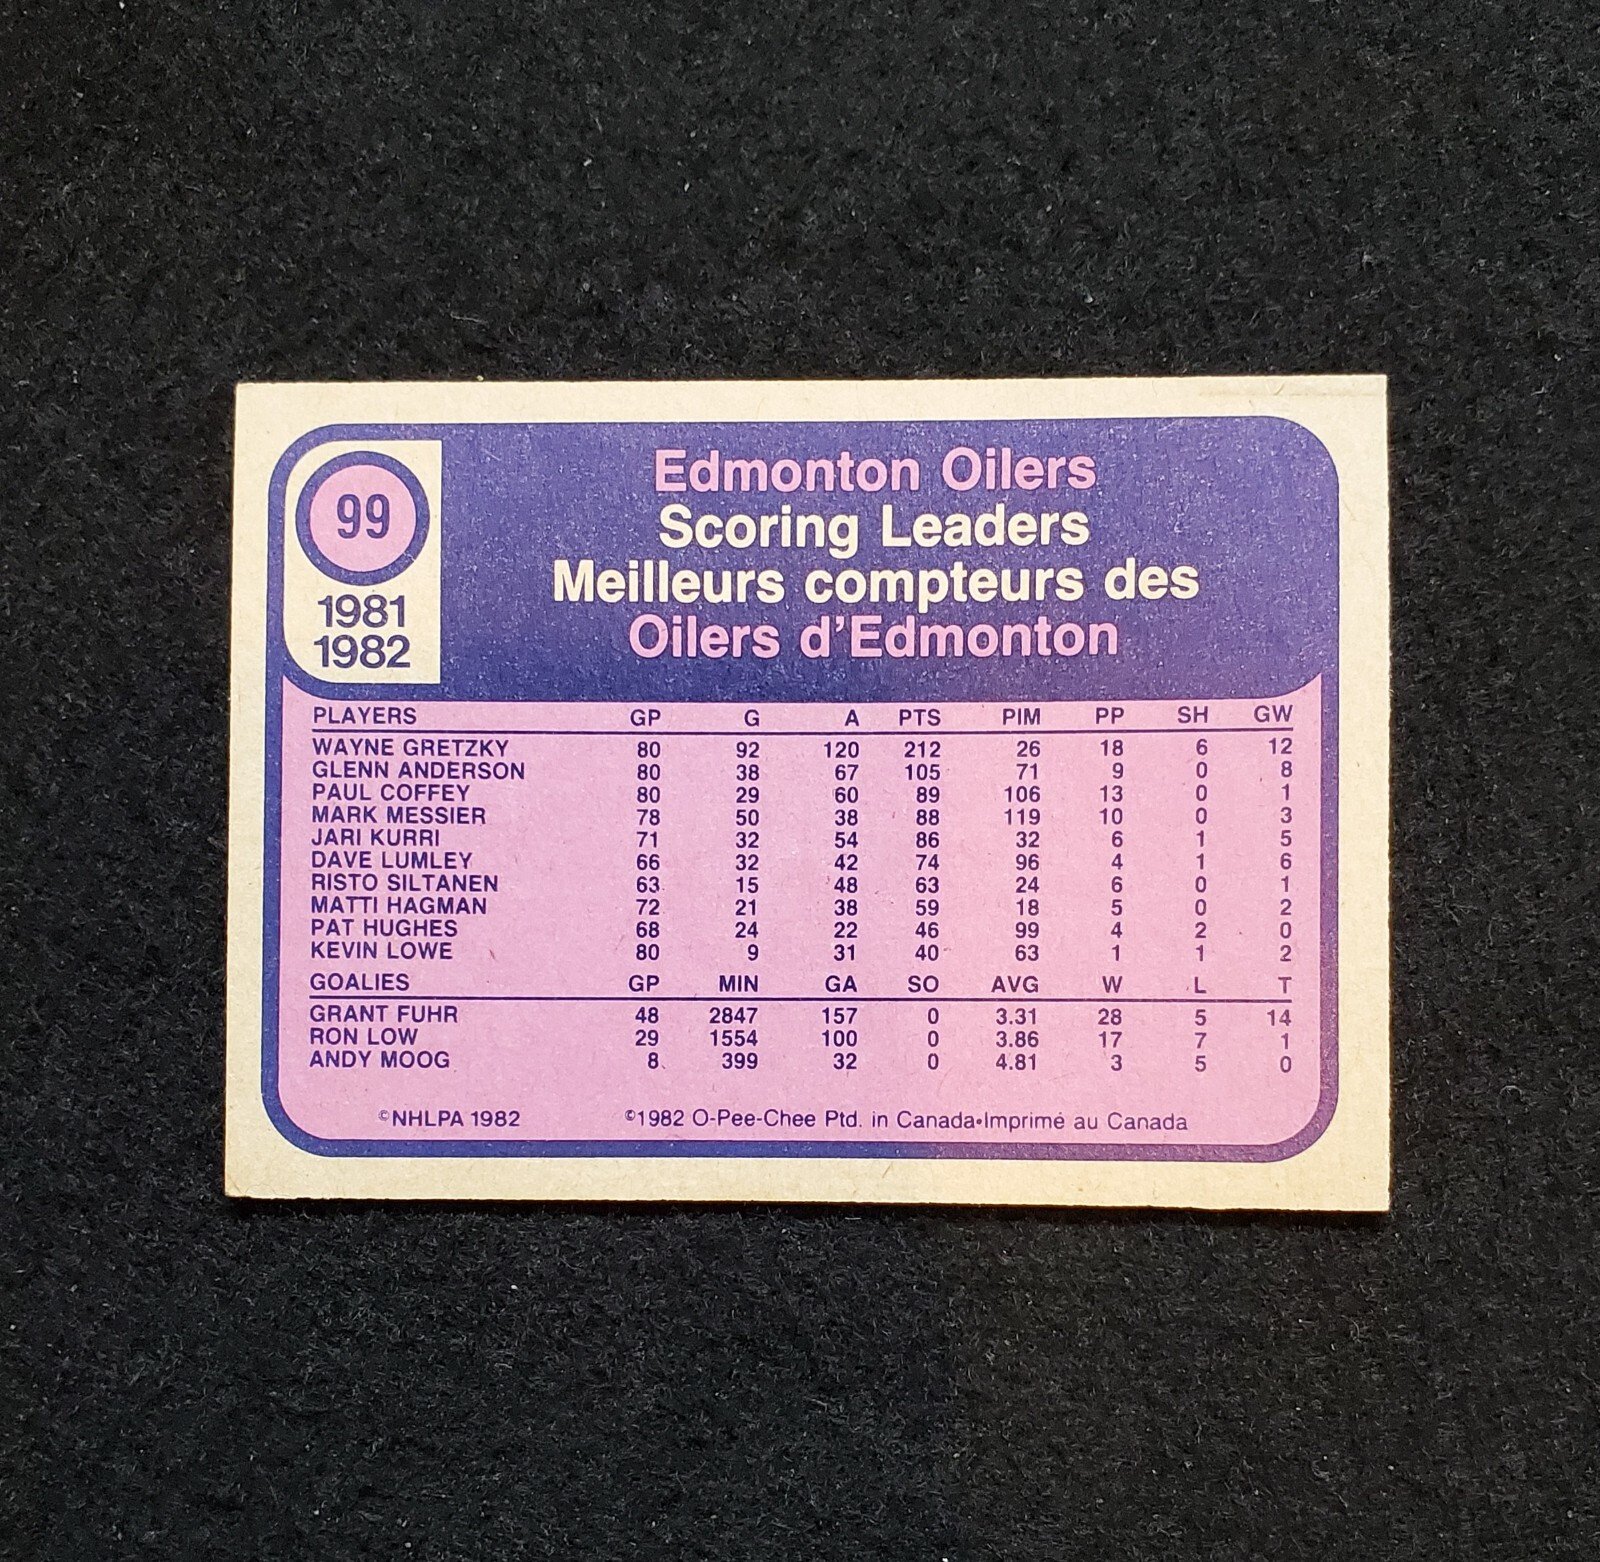 99
1981
1982
Edmonton Oilers
Scoring Leaders
Meilleurs compteurs des
Oilers d'Edmonton
PLAYERS GP G A PTS PIM PP SH GW
WAYNE GRETZKY 80 92 120 212 26 18 6 12
GLENN ANDERSON 80 38 67 105 71 9 0 8
PAUL COFFEY 80 29 60 89 106 13 0 1
MARK MESSIER 78 50 38 88 119 10 0 3
JARI KURRI 71 32 54 86 32 6 1 5
DAVE LUMLEY 66 32 42 74 96 4 1 6
RISTO SILTANEN 63 15 48 63 24 6 0 1
MATTI HAGMAN 72 21 38 59 18 5 0 2
PAT HUGHES 68 24 22 46 99 4 2 0
KEVIN LOWE 80 9 31 40 63 1 1 2
GOALIES GP MIN GA SO AVG W L T
GRANT FUHR 48 2847 157 0 3.31 28 5 14
RON LOW 29 1554 100 0 3.86 17 7 1
ANDY MOOG 8 399 32 0 4.81 3 5 0
©NHLPA 1982 ©1982 O-Pee-Chee Ptd. in Canada•Imprimé au Canada